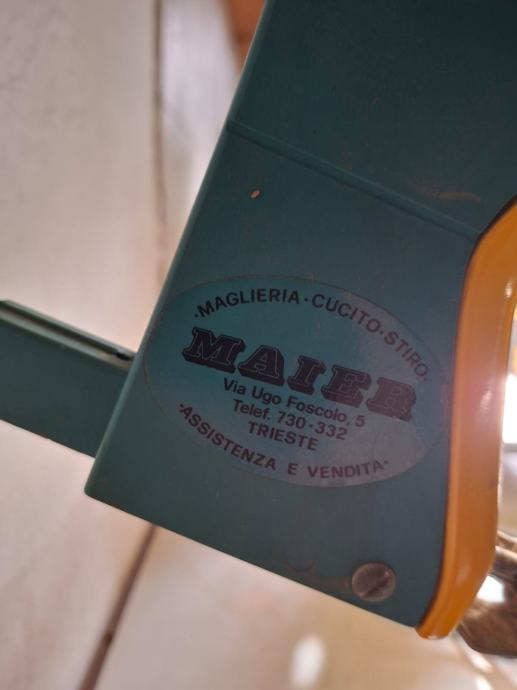 ·MAGLIERIA·CUCITO·STIRO·
MAIER
Via Ugo Foscolo, 5
Telef. 730-332
TRIESTE
·ASSISTENZA E VENDITA·